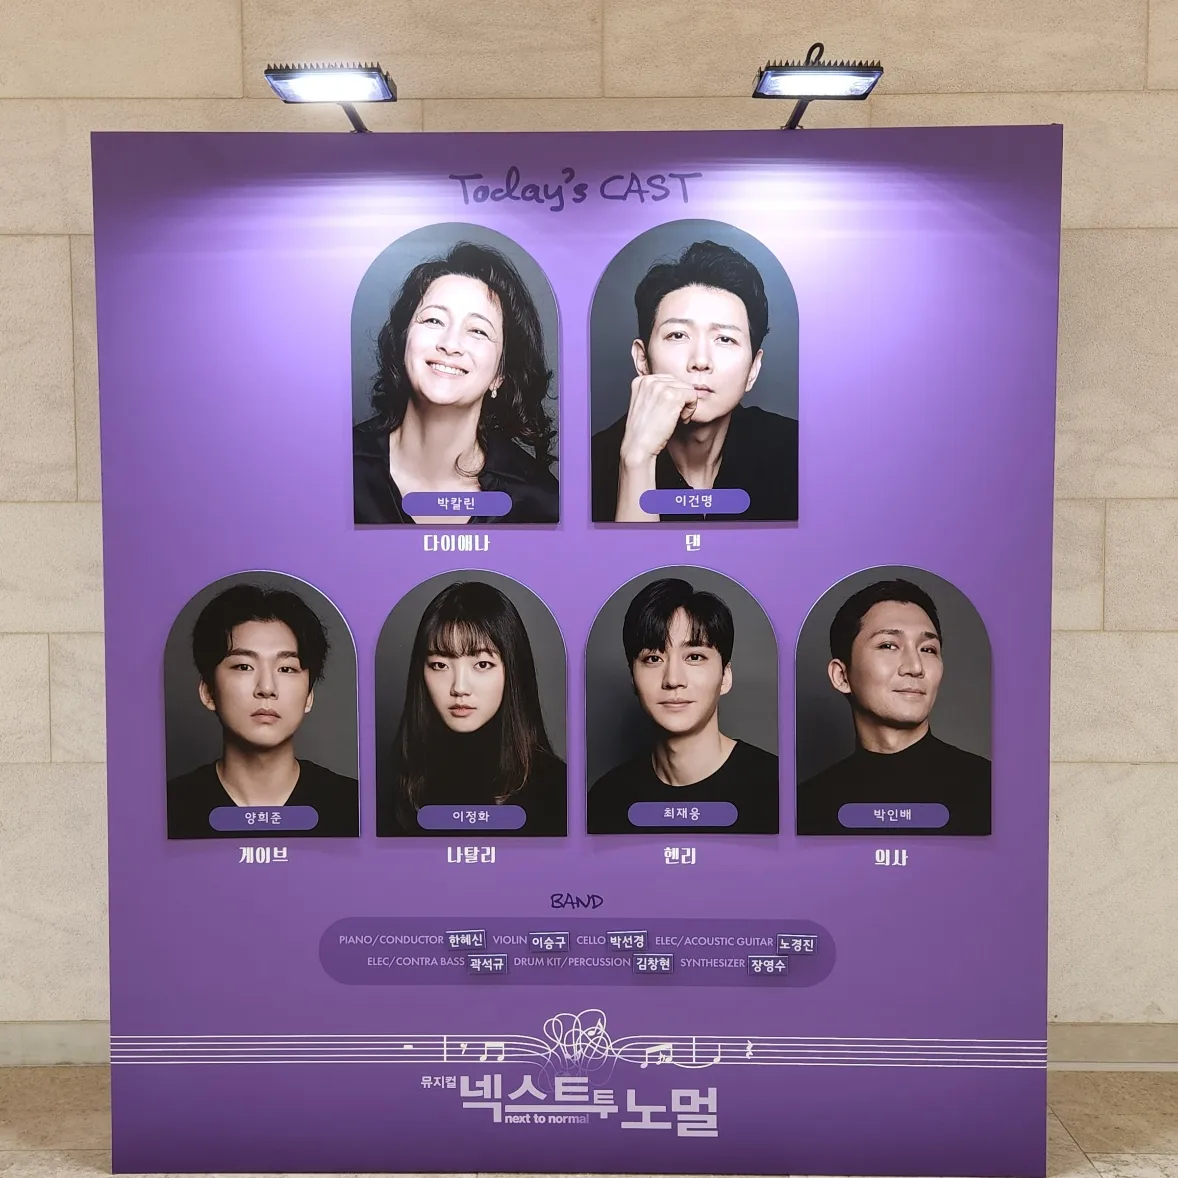 Today's CAST
박칼린
이건명
다이애나
댄
양희준
이정화
최재웅
박인배
게이브
나탈리
헨리
의사
BAND
PIANO/CONDUCTOR 한혜신 VIOLIN 이승구 CELLO 박선경 ELEC/ACOUSTIC GUITAR 노경진
ELEC/CONTRA BASS 곽석규 DRUM KIT/PERCUSSION 김창현 SYNTHESIZER 장영수
뮤지컬 넥스트 투 노멀
next to normal